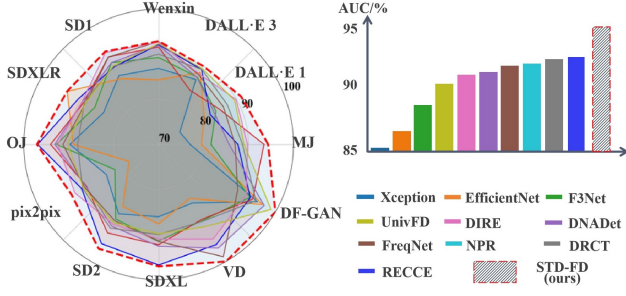 Wenxin
SD1
DALL·E 3
SDXLR
DALL·E 1
100
90
80
70
OJ
MJ
pix2pix
DF-GAN
SD2
VD
SDXL
AUC/%
95
90
85
Xception
EfficientNet
F3Net
UnivFD
DIRE
DNADet
FreqNet
NPR
DRCT
RECCE
STD-FD
(ours)